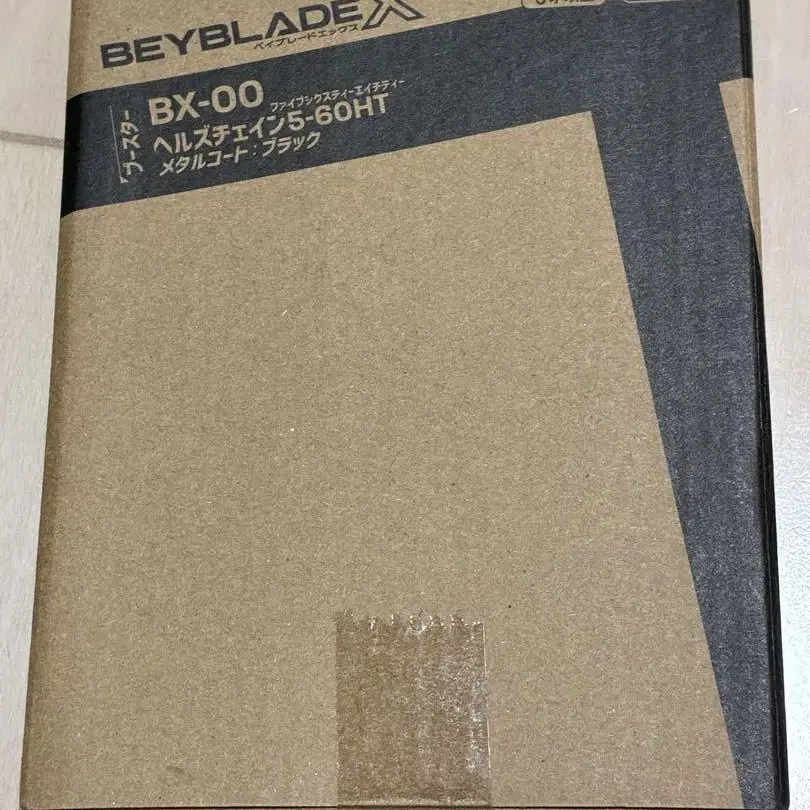 BEYBLADE X
ベイブレードエックス
ブースター
BX-00
ファイブシックスティーエイチティー
ヘルズチェイン5-60HT
メタルコート：ブラック